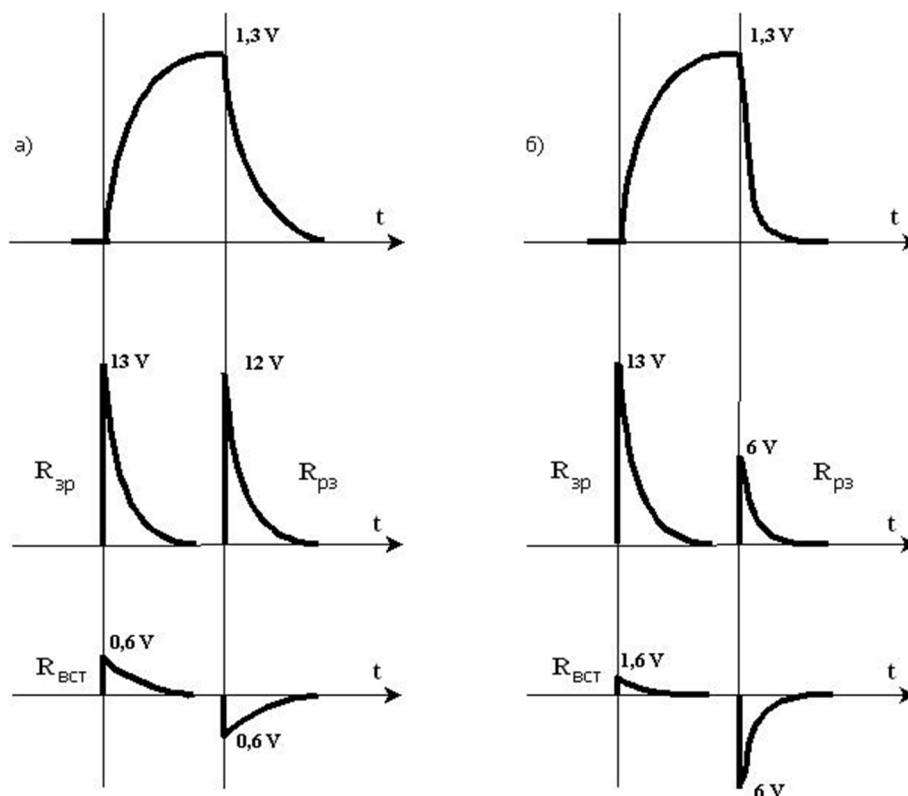 1,3 V
1,3 V
а)
б)
t
t
13 V
12 V
13 V
6 V
Rзр
Rрз
Rзр
Rрз
t
t
0,6 V
1,6 V
Rвст
t
Rвст
t
0,6 V
6 V